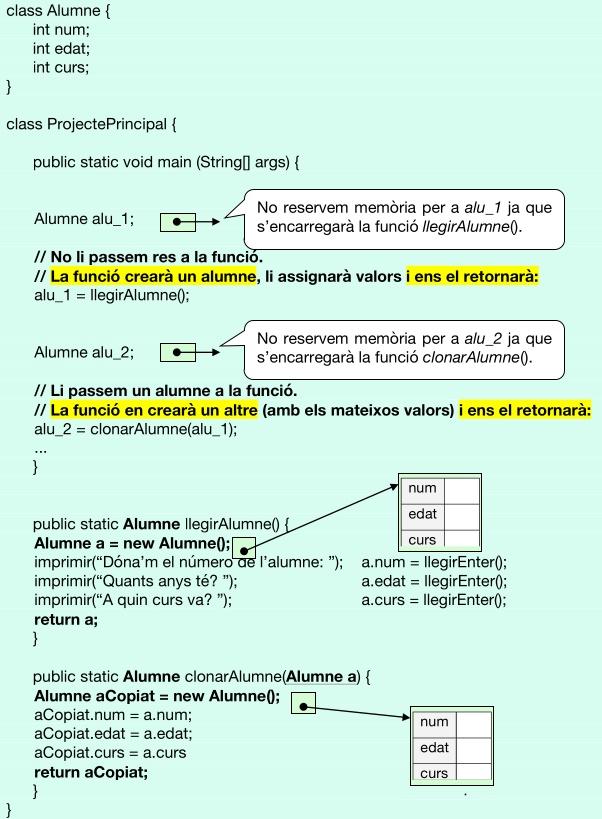 class Alumne {
int num;
int edat;
int curs;
}
class ProjectePrincipal {
public static void main (String[] args) {
Alumne alu_1;
No reservem memòria per a alu_1 ja que
s’encarregarà la funció llegirAlumne().
// No li passem res a la funció.
// La funció crearà un alumne, li assignarà valors i ens el retornarà:
alu_1 = llegirAlumne();
Alumne alu_2;
No reservem memòria per a alu_2 ja que
s’encarregarà la funció clonarAlumne().
// Li passem un alumne a la funció.
// La funció en crearà un altre (amb els mateixos valors) i ens el retornarà:
alu_2 = clonarAlumne(alu_1);
...
}
num
edat
curs
public static Alumne llegirAlumne() {
Alumne a = new Alumne();
imprimir(“Dóna’m el número de l’alumne: ”); a.num = llegirEnter();
imprimir(“Quants anys té? ”); a.edat = llegirEnter();
imprimir(“A quin curs va? ”); a.curs = llegirEnter();
return a;
}
public static Alumne clonarAlumne(Alumne a) {
Alumne aCopiat = new Alumne();
aCopiat.num = a.num;
aCopiat.edat = a.edat;
aCopiat.curs = a.curs
return aCopiat;
}
num
edat
curs
.
}